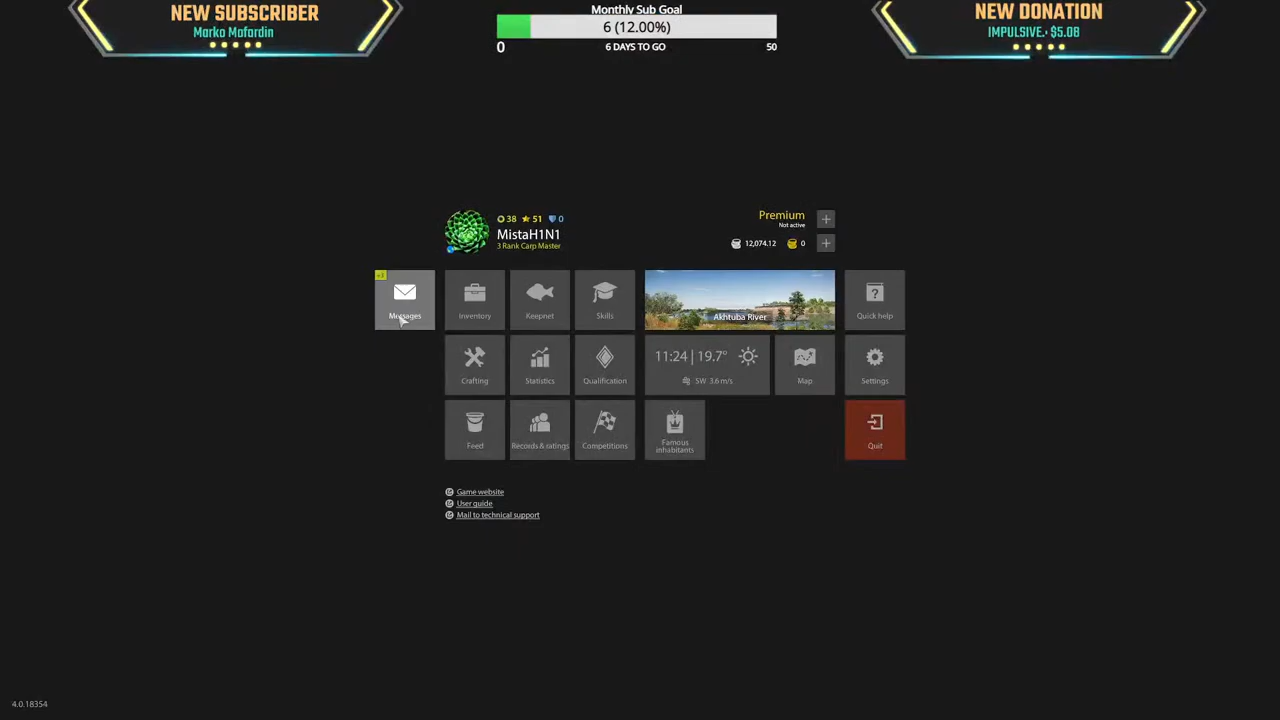 NEW SUBSCRIBER
Marko Mofardin
Monthly Sub Goal
6 (12.00%)
0
6 DAYS TO GO
50
NEW DONATION
IMPULSIVE.• $5.08
38 51 0
MistaH1N1
3 Rank Carp Master
Premium
Not active
+
12,074.12 0
+
+3
Messages
Inventory
Keepnet
Skills
Akhtuba River
Quick help
Crafting
Statistics
Qualification
11:24 | 19.7°
SW 3.6 m/s
Map
Settings
Feed
Records & ratings
Competitions
Famous
inhabitants
Quit
Game website
User guide
Mail to technical support
4.0.18354